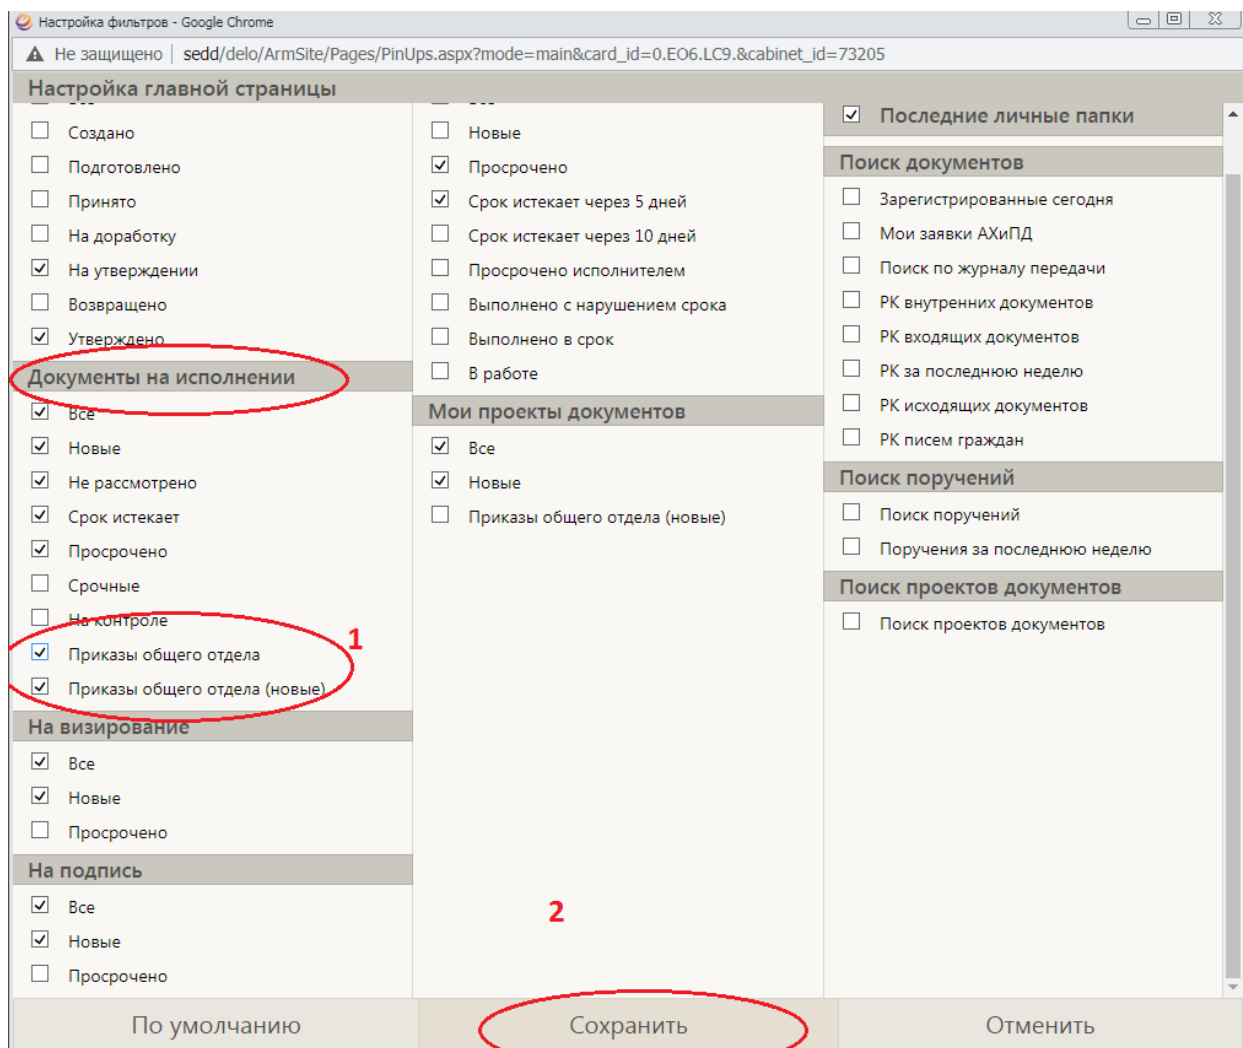 Настройка фильтров - Google Chrome
Не защищено | sedd/delo/ArmSite/Pages/PinUps.aspx?mode=main&card_id=0.EO6.LC9.&cabinet_id=73205
Настройка главной страницы
Создано
Подготовлено
Принято
На доработку
На утверждении
Возвращено
Утверждено
Документы на исполнении
Все
Новые
Не рассмотрено
Срок истекает
Просрочено
Срочные
На контроле
1
Приказы общего отдела
Приказы общего отдела (новые)
На визирование
Все
Новые
Просрочено
На подпись
Все
Новые
Просрочено
Новые
Просрочено
Срок истекает через 5 дней
Срок истекает через 10 дней
Просрочено исполнителем
Выполнено с нарушением срока
Выполнено в срок
В работе
Мои проекты документов
Все
Новые
Приказы общего отдела (новые)
2
Последние личные папки
Поиск документов
Зарегистрированные сегодня
Мои заявки АХиПД
Поиск по журналу передачи
РК внутренних документов
РК входящих документов
РК за последнюю неделю
РК исходящих документов
РК писем граждан
Поиск поручений
Поиск поручений
Поручения за последнюю неделю
Поиск проектов документов
Поиск проектов документов
По умолчанию
Сохранить
Отменить